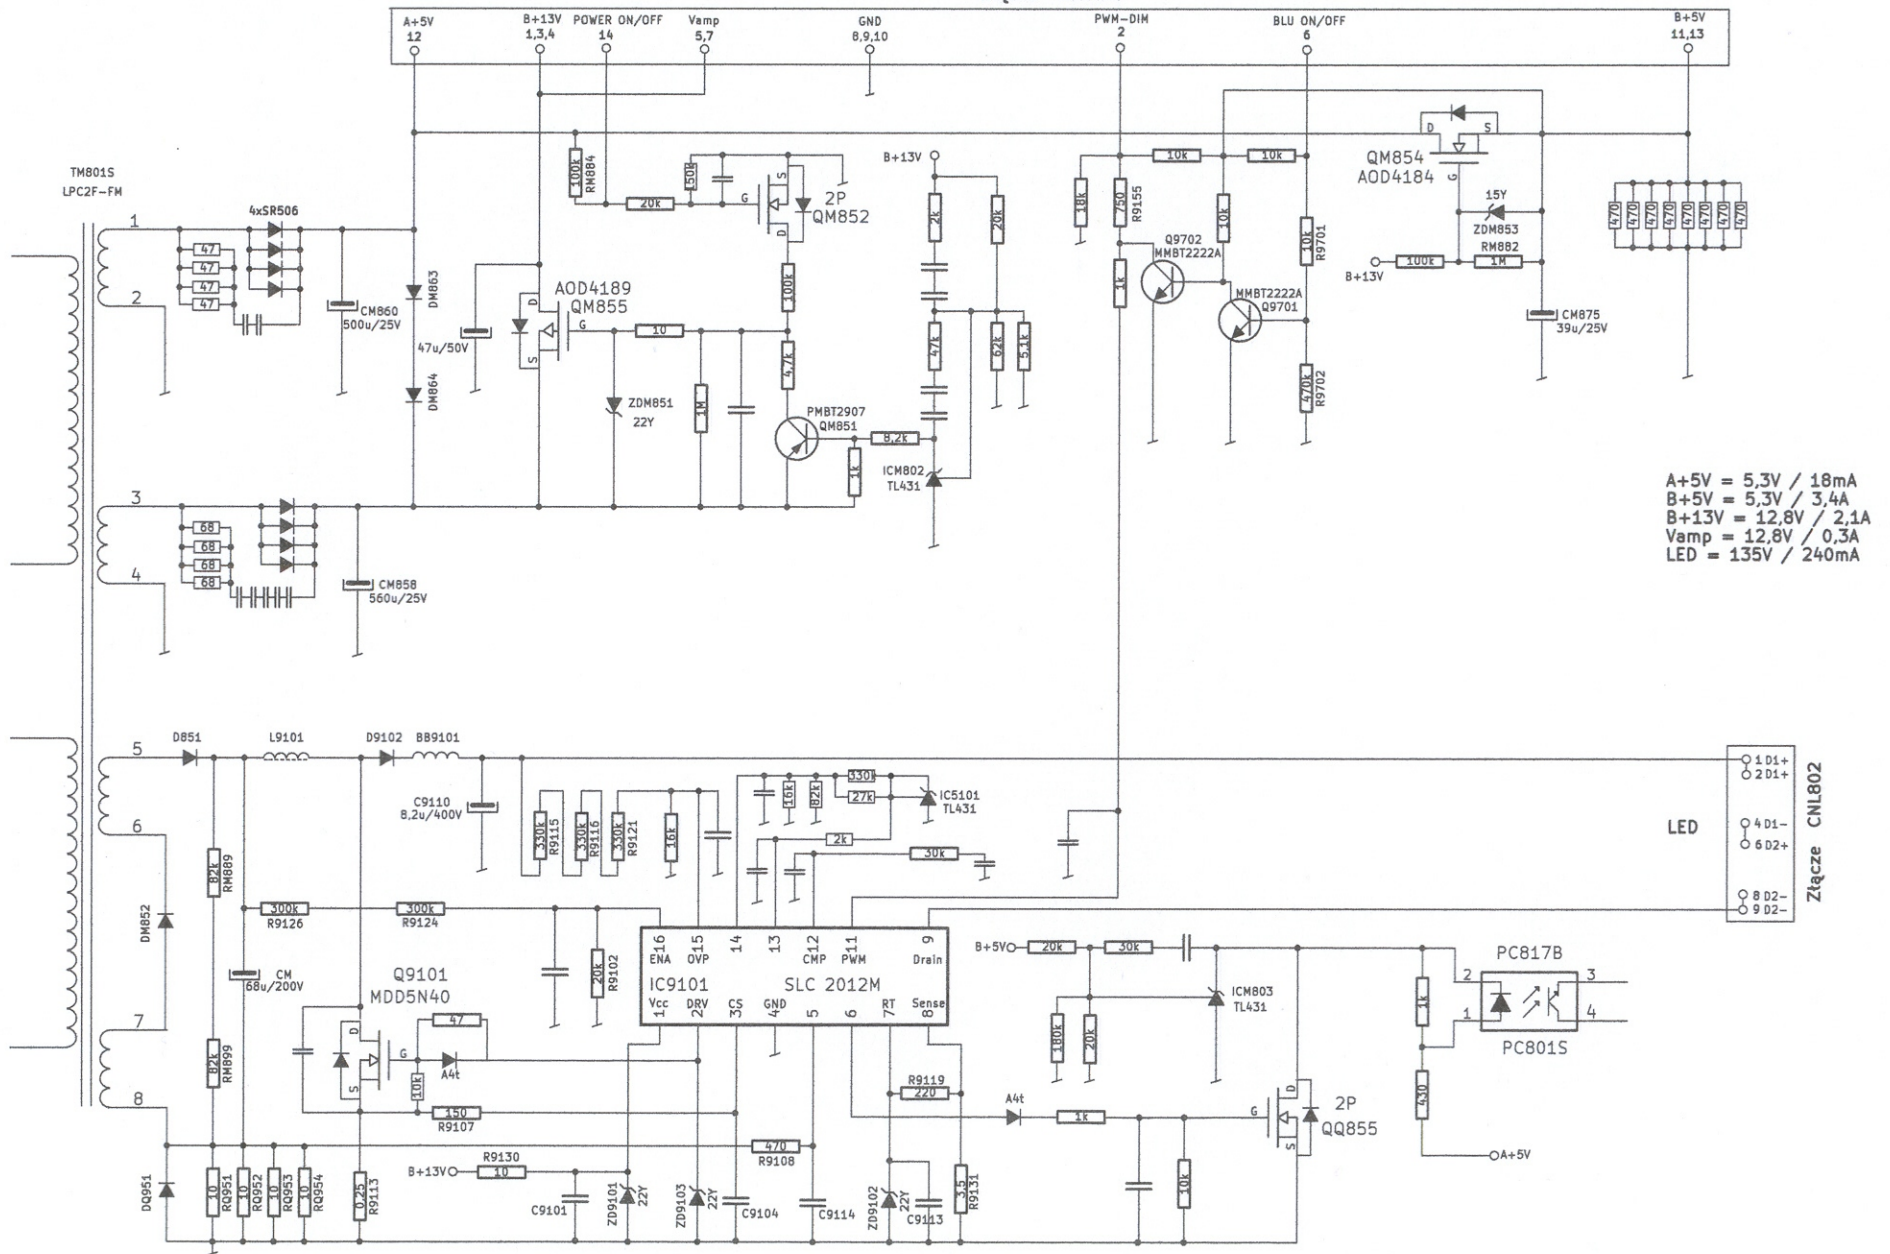 A+5V B+13V POWER ON/OFF Vamp GND PWM-DIM BLU ON/OFF B+5V
12 1,3,4 14 5,7 8,9,10 2 6 11,13
TM801S
LPC2F-FM
1
4xSR506
47
47
47
47
2
CM860
500u/25V
DM863
DM864
100k
RM884
20k
150k
G
S
D
2P
QM852
100k
AOD4189
QM855
D
G
S
47u/50V
10
ZDM851
22Y
1M
4,7k
PMBT2907
QM851
8,2k
1k
ICM802
TL431
B+13V
2k
20k
47k
62k
5,1k
18k
750
R9155
1k
10k
10k
10k
Q9702
MMBT2222A
MMBT2222A
Q9701
10k
R9701
470k
R9702
D
S
G
QM854
AOD4184
15Y
ZDM853
RM882
B+13V
100k
1M
CM875
39u/25V
470
470
470
470
470
470
470
3
68
68
68
68
4
CM858
560u/25V
A+5V = 5,3V / 18mA
B+5V = 5,3V / 3,4A
B+13V = 12,8V / 2,1A
Vamp = 12,8V / 0,3A
LED = 135V / 240mA
5
D851
L9101
D9102
BB9101
6
C9110
8,2u/400V
330k
R9115
330k
R9116
330k
R9121
16k
16k
82k
330k
27k
IC5101
TL431
2k
30k
LED
1 D1+
2 D1+
4 D1-
6 D2+
8 D2-
9 D2-
Złącze CNL802
82k
RM889
DM852
300k
R9126
300k
R9124
CM
68u/200V
20k
R9102
16 15 14 13 12 11 9
ENA OVP CMP PWM Drain
IC9101 SLC 2012M
Vcc DRV CS GND RT Sense
1 2 3 4 5 6 7 8
7
8
82k
RM899
Q9101
MDD5N40
D
G
S
47
A4t
10k
150
R9107
470
R9108
R9119
220
B+5V
20k
30k
180k
20k
ICM803
TL431
A4t
1k
10k
G
D
S
2P
QQ855
1k
430
A+5V
PC817B
2
1
3
4
PC801S
DQ951
10
RQ951
10
RQ952
10
RQ953
10
RQ954
0,25
R9113
B+13V
R9130
10
C9101
ZD9101
22Y
ZD9103
22Y
C9104
C9114
ZD9102
22Y
C9113
3,5
R9131